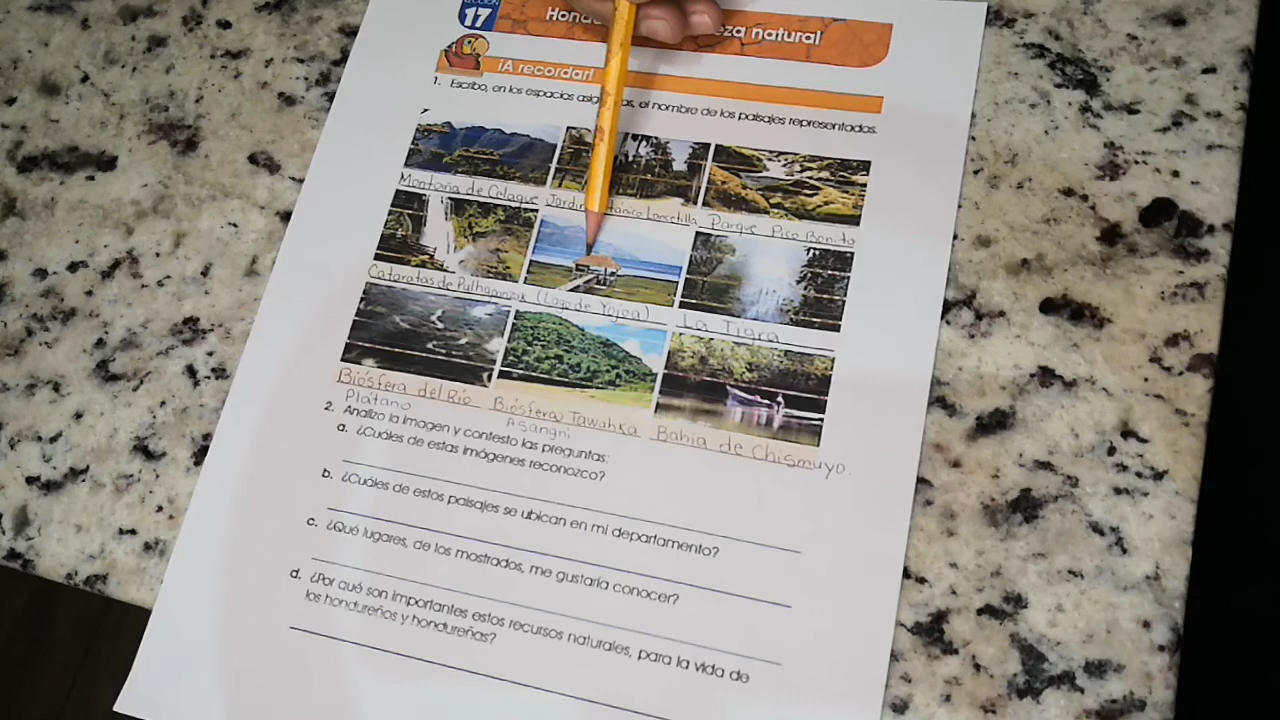 LECCIÓN
17
eza natural
¡A recordar!
1. Escribo, en los espacios asig as, el nombre de los paisajes representados.
Montaña de Celaque Jardín tánico Lancetilla Parque Pico Bonito
Cataratas de Pulhapanzak (Lago de Yojoa) La Tigra
Biósfera del Río Biósfera Tawahka Bahia de Chismuyo.
Plátano Asangni
2. Analizo la imagen y contesto las preguntas:
a. ¿Cuáles de estas imágenes reconozco?
b. ¿Cuáles de estos paisajes se ubican en mi departamento?
c. ¿Qué lugares, de los mostrados, me gustaría conocer?
d. ¿Por qué son importantes estos recursos naturales, para la vida de
los hondureños y hondureñas?